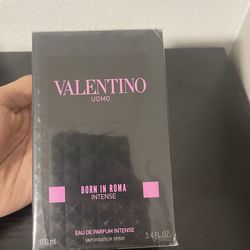 VALENTINO
UOMO
BORN IN ROMA
INTENSE
EAU DE PARFUM INTENSE
100 ml
VAPORISATEUR SPRAY
3.4 FL.OZ.